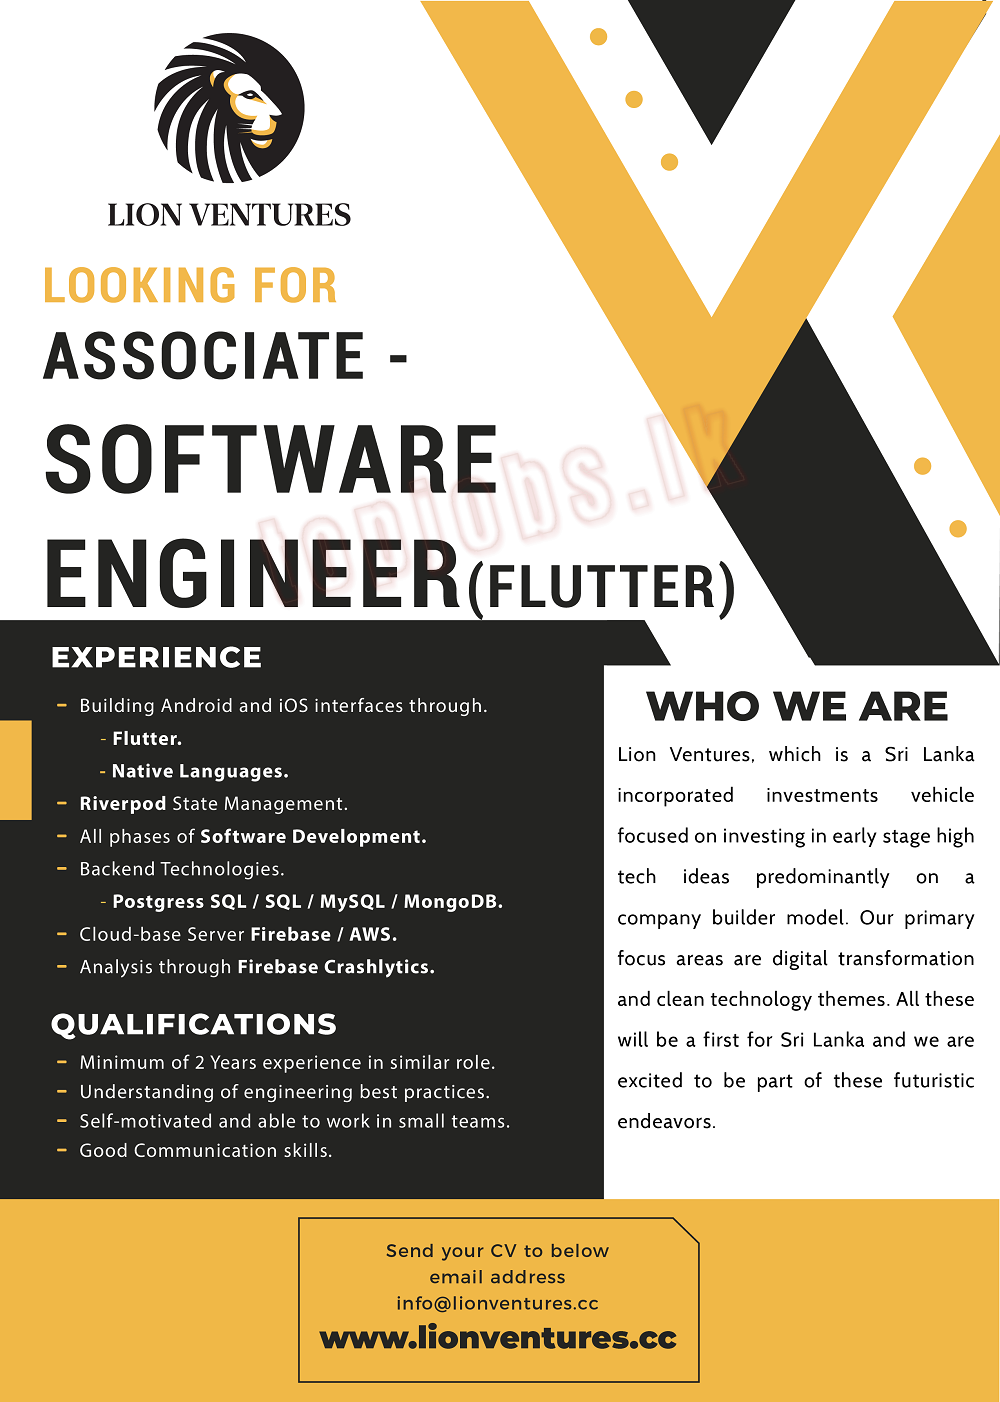 LION VENTURES
LOOKING FOR
ASSOCIATE -
SOFTWARE
ENGINEER(FLUTTER)
topjobs.lk
EXPERIENCE
– Building Android and iOS interfaces through.
- Flutter.
- Native Languages.
– Riverpod State Management.
– All phases of Software Development.
– Backend Technologies.
- Postgress SQL / SQL / MySQL / MongoDB.
– Cloud-base Server Firebase / AWS.
– Analysis through Firebase Crashlytics.
QUALIFICATIONS
– Minimum of 2 Years experience in similar role.
– Understanding of engineering best practices.
– Self-motivated and able to work in small teams.
– Good Communication skills.
WHO WE ARE
Lion Ventures, which is a Sri Lanka
incorporated investments vehicle
focused on investing in early stage high
tech ideas predominantly on a
company builder model. Our primary
focus areas are digital transformation
and clean technology themes. All these
will be a first for Sri Lanka and we are
excited to be part of these futuristic
endeavors.
Send your CV to below
email address
info@lionventures.cc
www.lionventures.cc